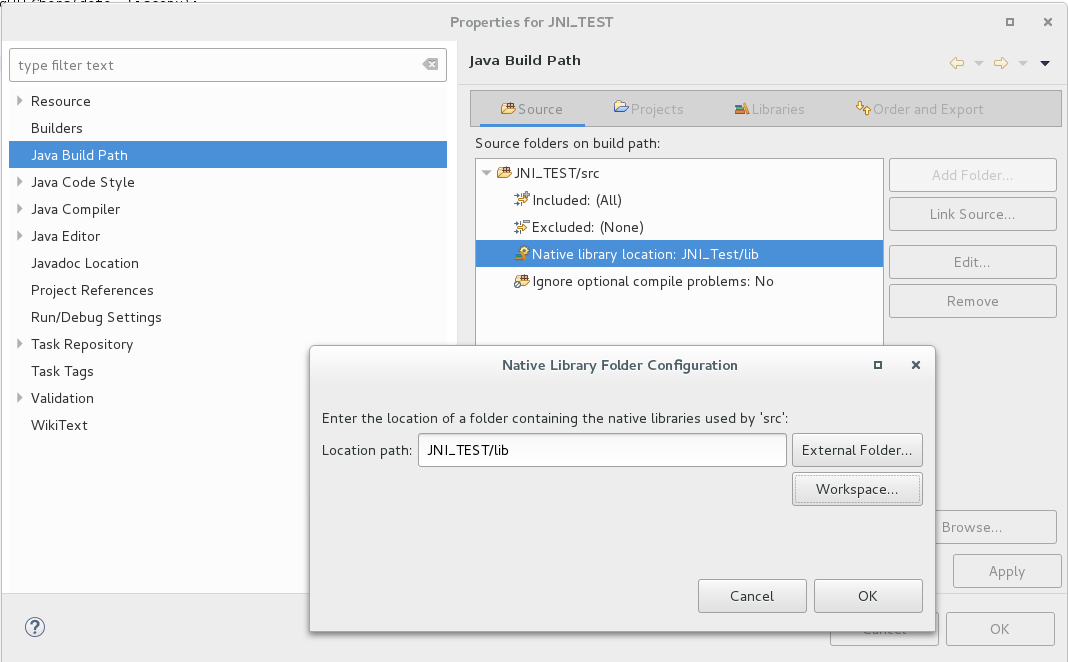 Properties for JNI_TEST
type filter text
Resource
Builders
Java Build Path
Java Code Style
Java Compiler
Java Editor
Javadoc Location
Project References
Run/Debug Settings
Task Repository
Task Tags
Validation
WikiText
Java Build Path
Source Projects Libraries Order and Export
Source folders on build path:
JNI_TEST/src
Included: (All)
Excluded: (None)
Native library location: JNI_Test/lib
Ignore optional compile problems: No
Add Folder...
Link Source...
Edit...
Remove
Native Library Folder Configuration
Enter the location of a folder containing the native libraries used by 'src':
Location path: JNI_TEST/lib External Folder...
Workspace...
Cancel OK
Browse...
Apply
Cancel OK